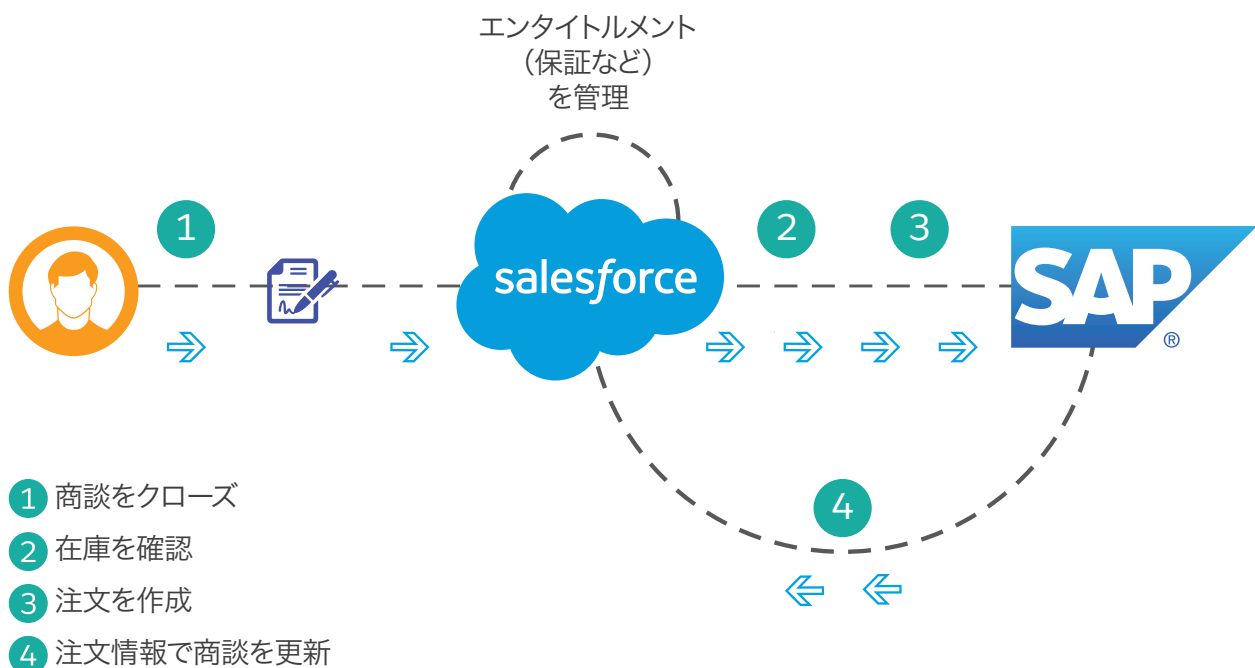 エンタイトルメント
（保証など）
を管理
1
2
3
salesforce
SAP
®
4
1 商談をクローズ
2 在庫を確認
3 注文を作成
4 注文情報で商談を更新